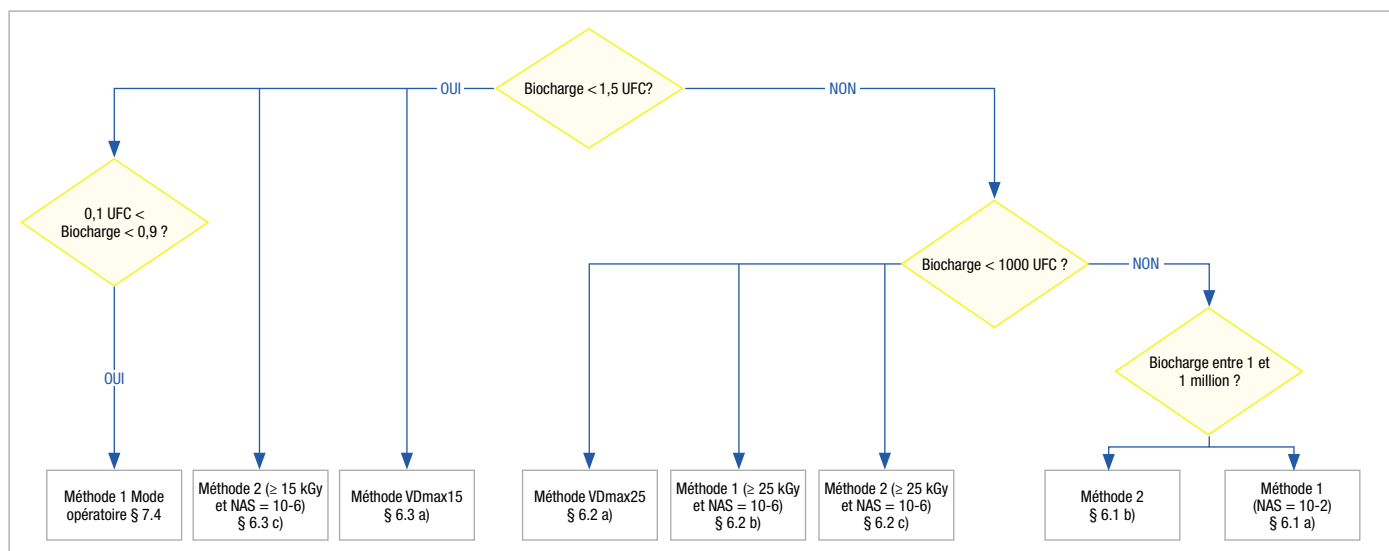 Biocharge < 1,5 UFC?
OUI
NON
0,1 UFC <
Biocharge < 0,9 ?
Biocharge < 1000 UFC ?
NON
Biocharge entre 1 et
1 million ?
OUI
Méthode 1 Mode
opératoire § 7.4
Méthode 2 (≥ 15 kGy
et NAS = 10-6)
§ 6.3 c)
Méthode VDmax15
§ 6.3 a)
Méthode VDmax25
§ 6.2 a)
Méthode 1 (≥ 25 kGy
et NAS = 10-6)
§ 6.2 b)
Méthode 2 (≥ 25 kGy
et NAS = 10-6)
§ 6.2 c)
Méthode 2
§ 6.1 b)
Méthode 1
(NAS = 10-2)
§ 6.1 a)